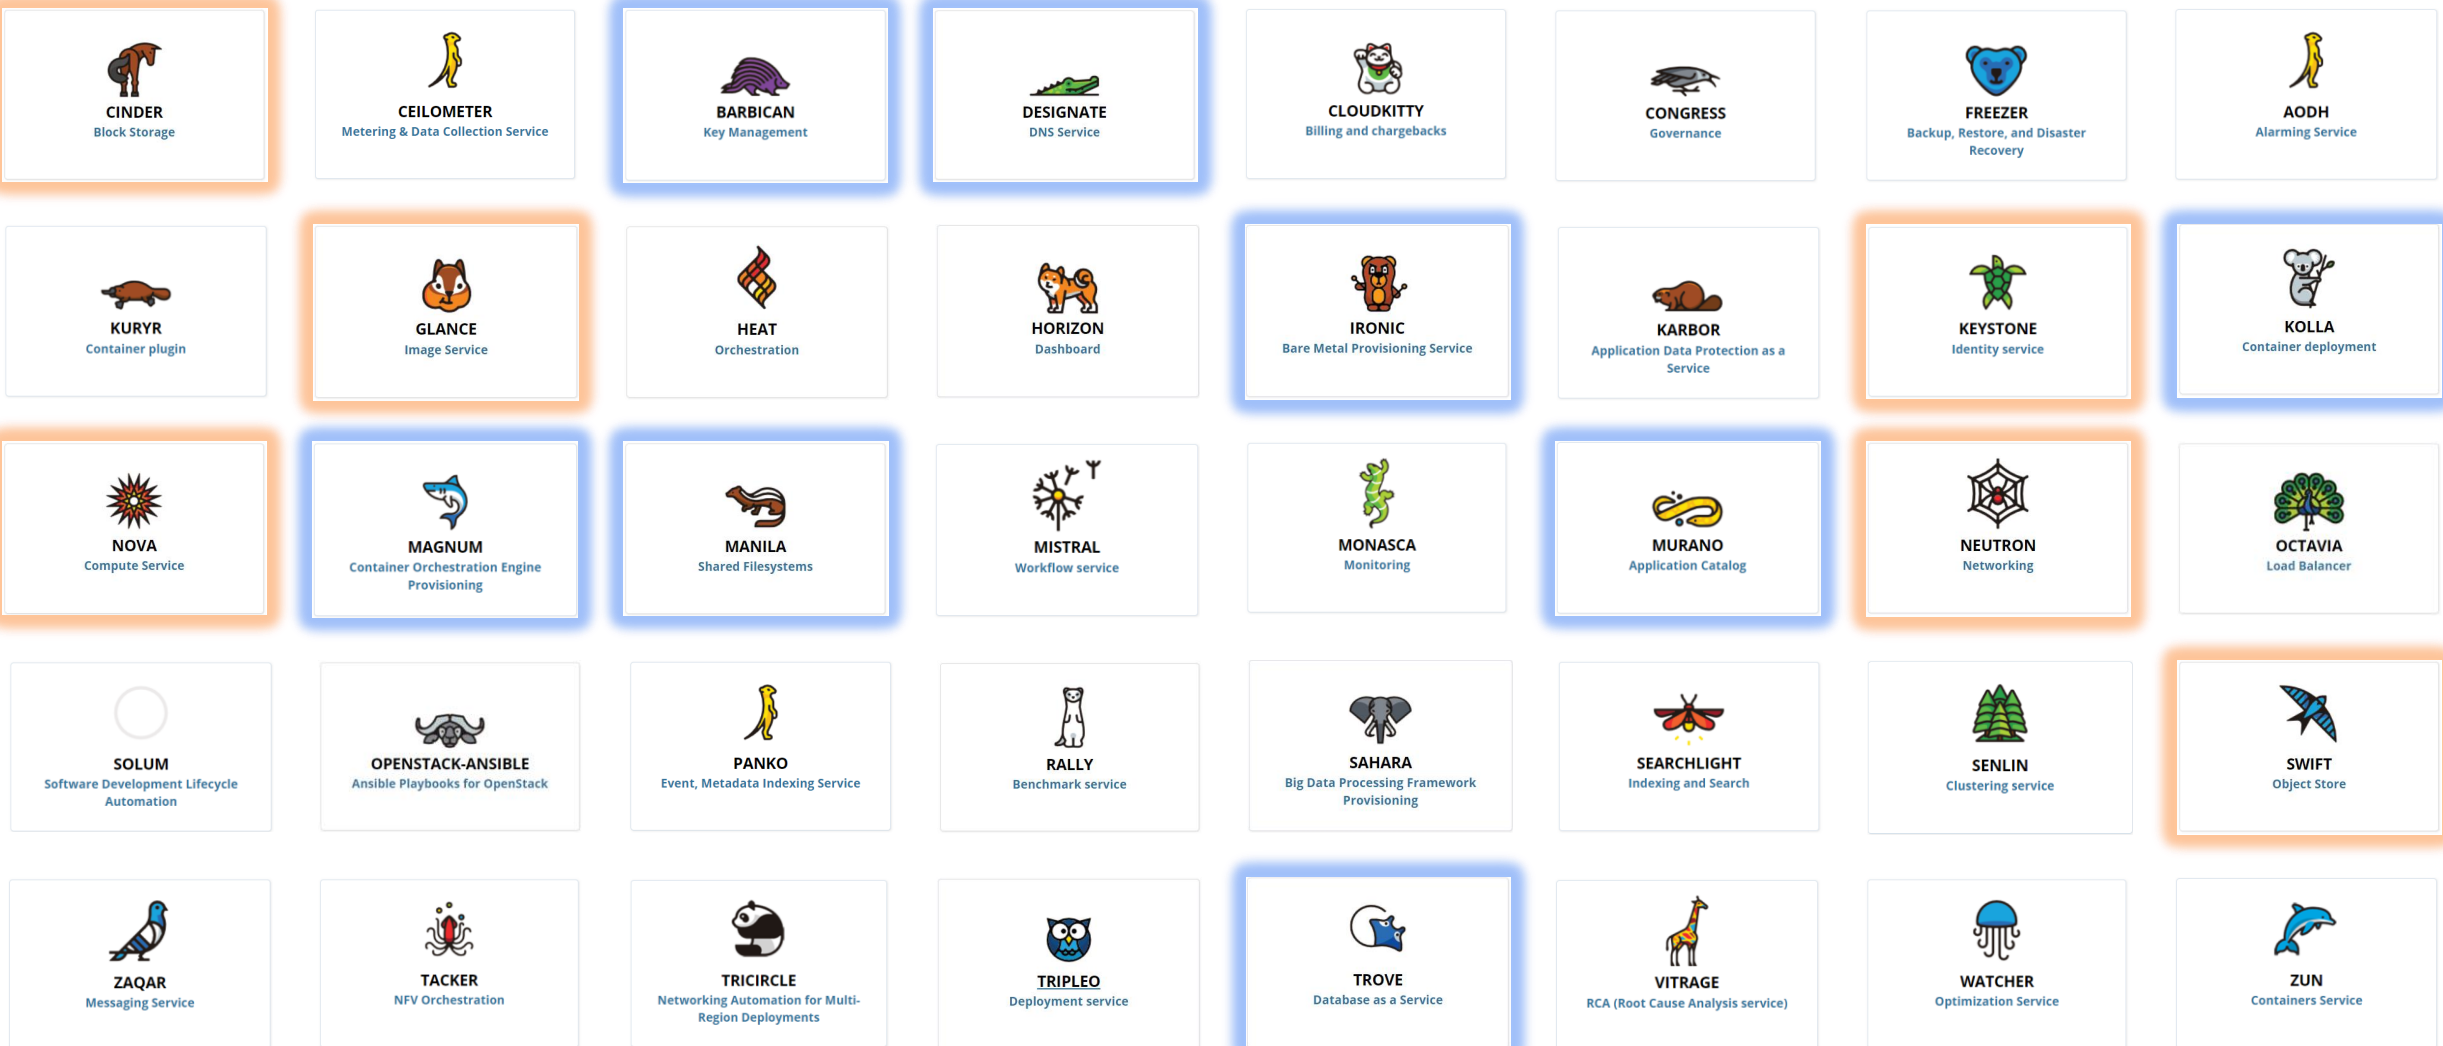 CINDER
Block Storage
CEILOMETER
Metering & Data Collection Service
BARBICAN
Key Management
DESIGNATE
DNS Service
CLOUDKITTY
Billing and chargebacks
CONGRESS
Governance
FREEZER
Backup, Restore, and Disaster
Recovery
AODH
Alarming Service
KURYR
Container plugin
GLANCE
Image Service
HEAT
Orchestration
HORIZON
Dashboard
IRONIC
Bare Metal Provisioning Service
KARBOR
Application Data Protection as a
Service
KEYSTONE
Identity service
KOLLA
Container deployment
NOVA
Compute Service
MAGNUM
Container Orchestration Engine
Provisioning
MANILA
Shared Filesystems
MISTRAL
Workflow service
MONASCA
Monitoring
MURANO
Application Catalog
NEUTRON
Networking
OCTAVIA
Load Balancer
SOLUM
Software Development Lifecycle
Automation
OPENSTACK-ANSIBLE
Ansible Playbooks for OpenStack
PANKO
Event, Metadata Indexing Service
RALLY
Benchmark service
SAHARA
Big Data Processing Framework
Provisioning
SEARCHLIGHT
Indexing and Search
SENLIN
Clustering service
SWIFT
Object Store
ZAQAR
Messaging Service
TACKER
NFV Orchestration
TRICIRCLE
Networking Automation for Multi-
Region Deployments
TRIPLEO
Deployment service
TROVE
Database as a Service
VITRAGE
RCA (Root Cause Analysis service)
WATCHER
Optimization Service
ZUN
Containers Service